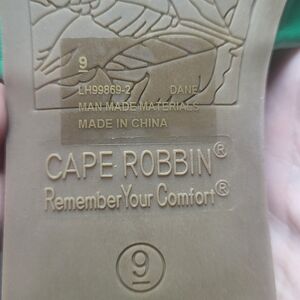 9
LH99869-2 DANE
MAN MADE MATERIALS
MADE IN CHINA
CAPE ROBBIN®
Remember Your Comfort®
9